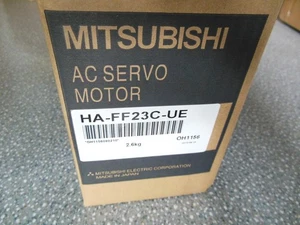 MITSUBISHI
AC SERVO
MOTOR
HA-FF23C-UE
2.6kg OH1156
MITSUBISHI ELECTRIC CORPORATION
MADE IN JAPAN